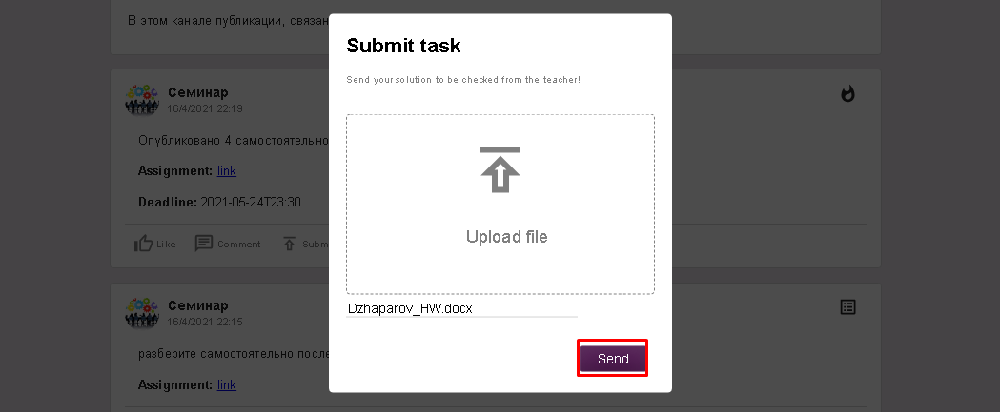 В этом канале публикации, связан
Submit task
Send your solution to be checked from the teacher!
Семинар
16/4/2021 22:19
Опубликовано 4 самостоятельно
Assignment: link
Deadline: 2021-05-24T23:30
Like
Comment
Subm
Upload file
Dzhaparov_HW.docx
Send
Семинар
16/4/2021 22:15
разберите самостоятельно после
Assignment: link